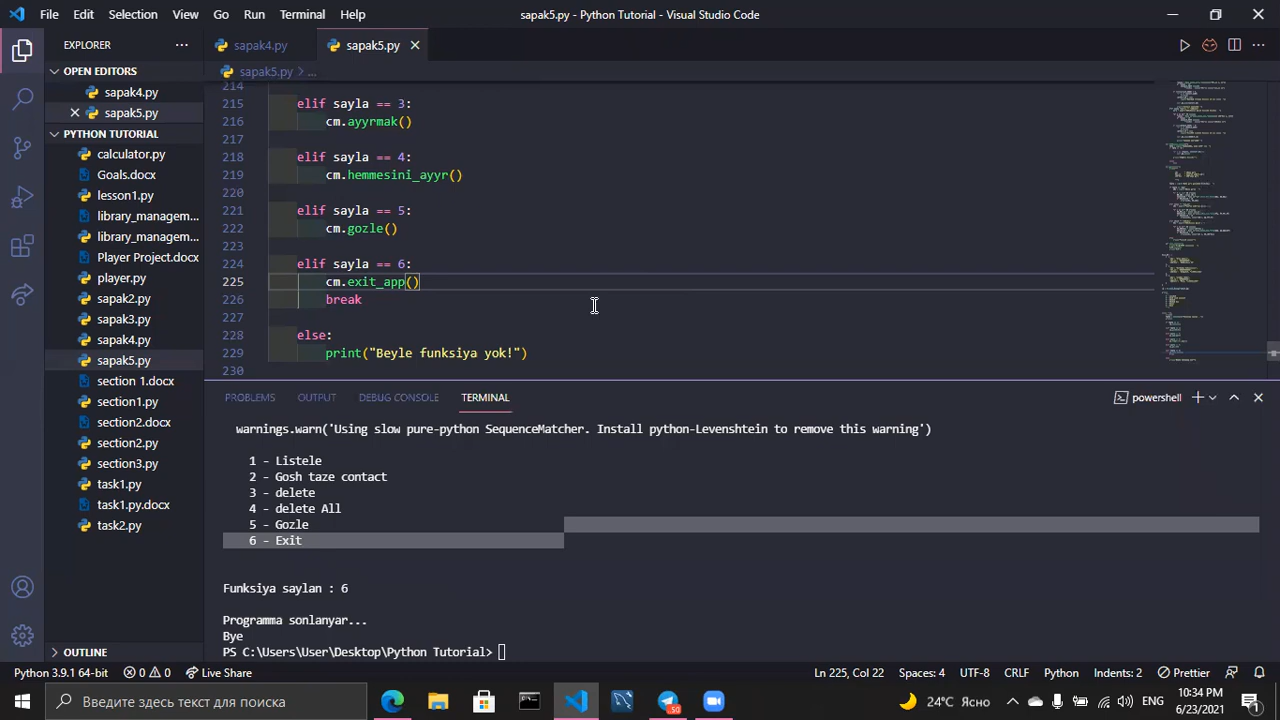 File Edit Selection View Go Run Terminal Help
sapak5.py - Python Tutorial - Visual Studio Code
EXPLORER
OPEN EDITORS
sapak4.py
sapak5.py
PYTHON TUTORIAL
calculator.py
Goals.docx
lesson1.py
library_managem...
library_managem...
Player Project.docx
player.py
sapak2.py
sapak3.py
sapak4.py
sapak5.py
section 1.docx
section1.py
section2.docx
section2.py
section3.py
task1.py
task1.py.docx
task2.py
OUTLINE
sapak4.py
sapak5.py
sapak5.py > ...
214
215 elif sayla == 3:
216 cm.ayyrmak()
217
218 elif sayla == 4:
219 cm.hemmesini_ayyr()
220
221 elif sayla == 5:
222 cm.gozle()
223
224 elif sayla == 6:
225 cm.exit_app()
226 break
227
228 else:
229 print("Beyle funksiya yok!")
230
PROBLEMS OUTPUT DEBUG CONSOLE TERMINAL
powershell
warnings.warn('Using slow pure-python SequenceMatcher. Install python-Levenshtein to remove this warning')
1 - Listele
2 - Gosh taze contact
3 - delete
4 - delete All
5 - Gozle
6 - Exit
Funksiya saylan : 6
Programma sonlanyar...
Bye
PS C:\Users\User\Desktop\Python Tutorial>
Python 3.9.1 64-bit 0 0 Live Share
Ln 225, Col 22 Spaces: 4 UTF-8 CRLF Python Indents: 2 Prettier
Введите здесь текст для поиска
50
24°C Ясно
ENG
10:34 PM
6/23/2021
1